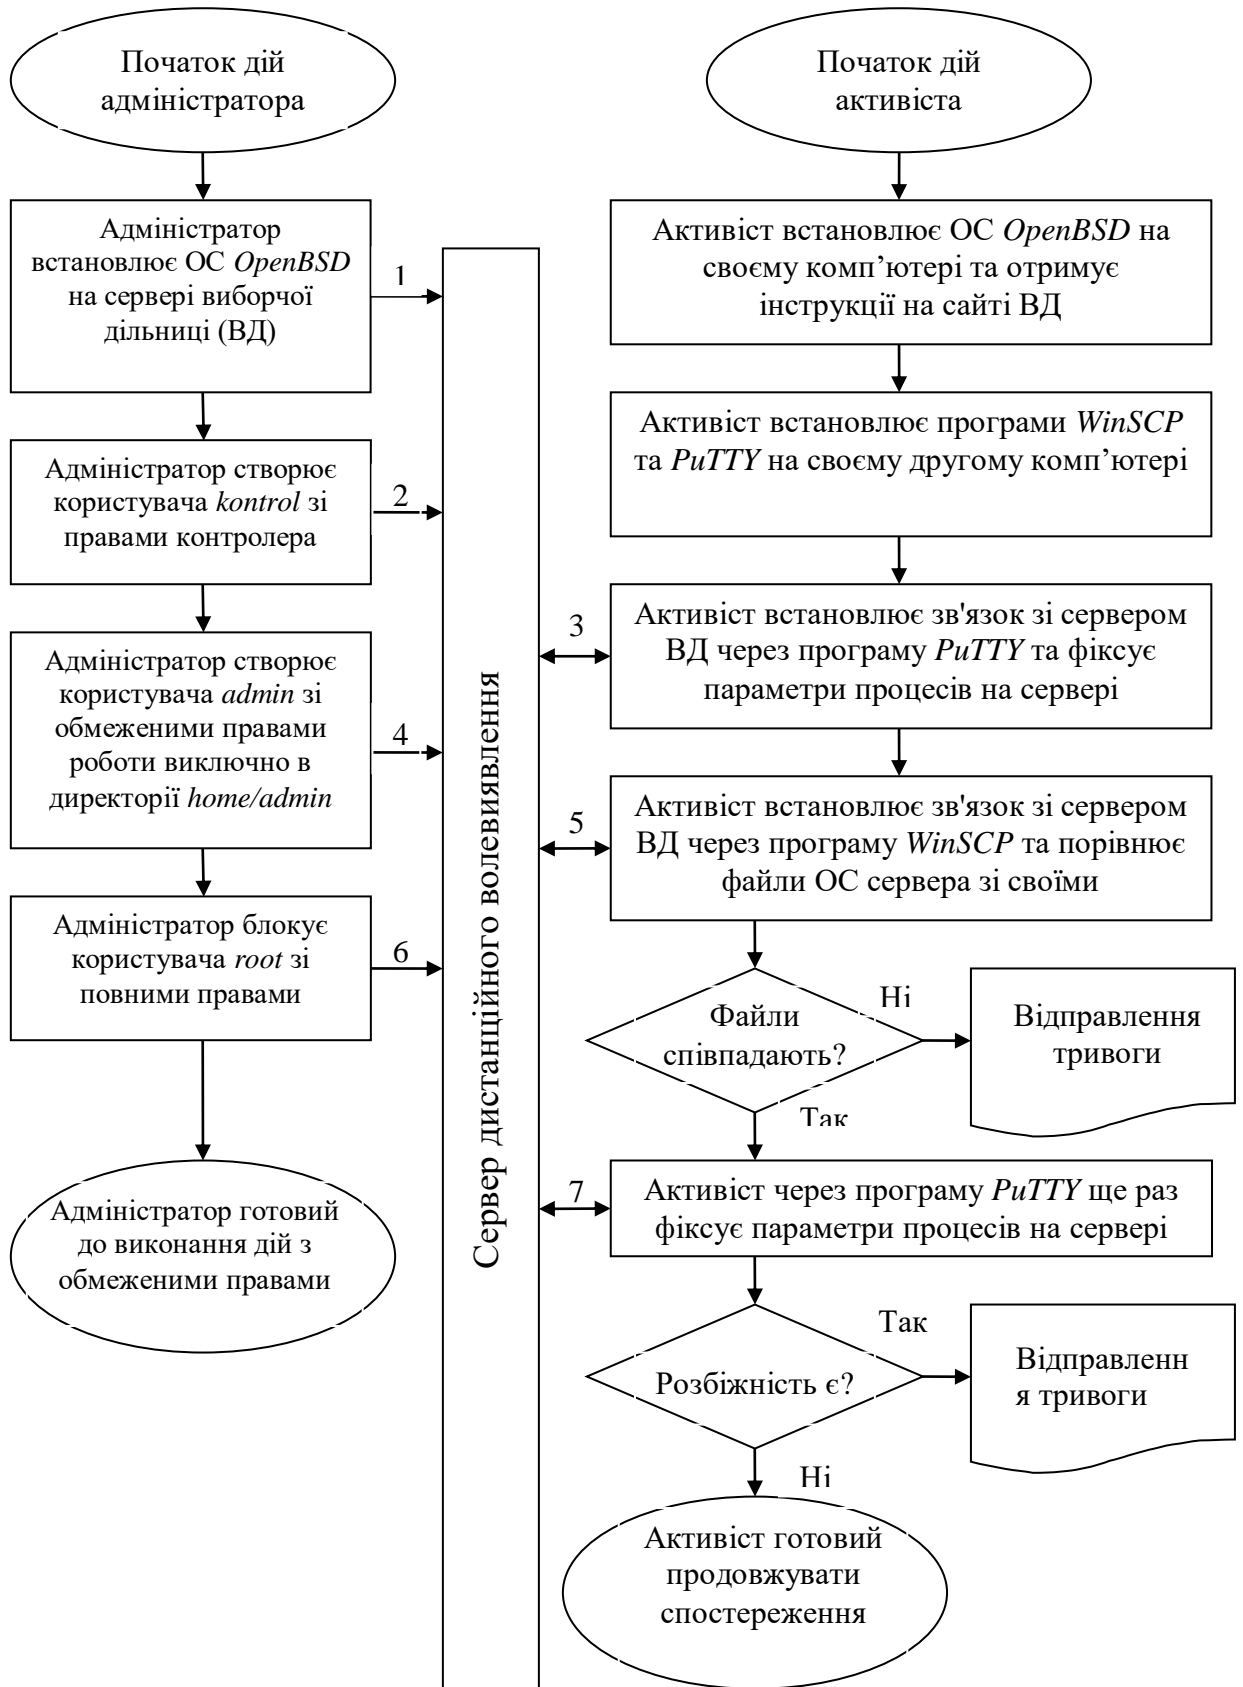 Початок дій
адміністратора
Адміністратор
встановлює ОС OpenBSD
на сервері виборчої
дільниці (ВД)
1
Адміністратор створює
користувача kontrol зі
правами контролера
2
Адміністратор створює
користувача admin зі
обмеженими правами
роботи виключно в
директорії home/admin
4
Адміністратор блокує
користувача root зі
повними правами
6
Адміністратор готовий
до виконання дій з
обмеженими правами
Сервер дистанційного волевиявлення
Початок дій
активіста
Активіст встановлює ОС OpenBSD на
своєму комп’ютері та отримує
інструкції на сайті ВД
Активіст встановлює програми WinSCP
та PuTTY на своєму другому комп’ютері
3
Активіст встановлює зв'язок зі сервером
ВД через програму PuTTY та фіксує
параметри процесів на сервері
5
Активіст встановлює зв'язок зі сервером
ВД через програму WinSCP та порівнює
файли ОС сервера зі своїми
Файли
співпадають?
Ні
Відправлення
тривоги
Так
7
Активіст через програму PuTTY ще раз
фіксує параметри процесів на сервері
Розбіжність є?
Так
Відправленн
я тривоги
Ні
Активіст готовий
продовжувати
спостереження